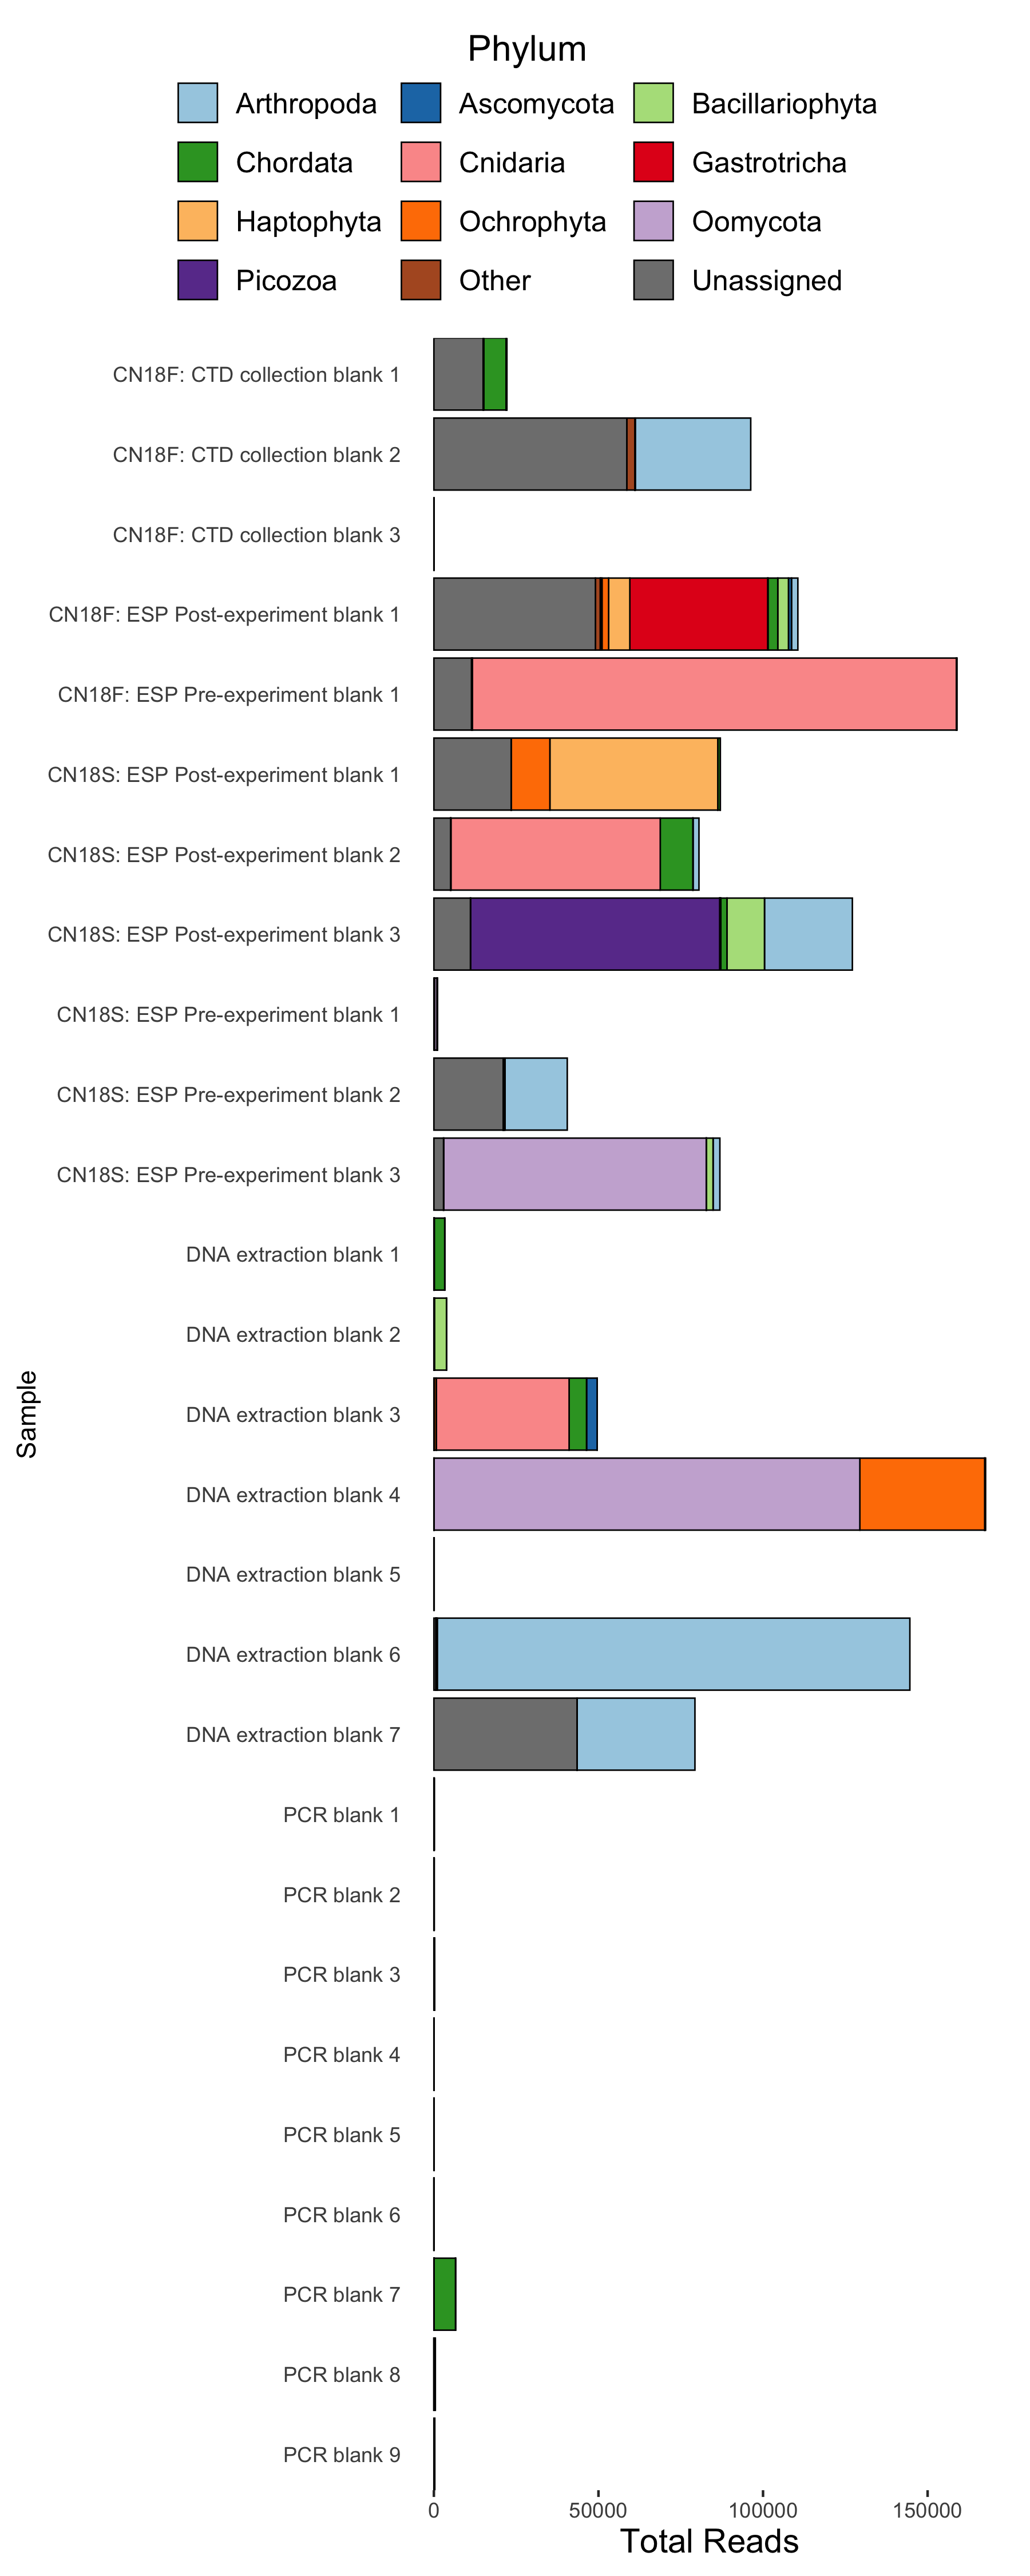 Phylum
Arthropoda Ascomycota Bacillariophyta
Chordata Cnidaria Gastrotricha
Haptophyta Ochrophyta Oomycota
Picozoa Other Unassigned
CN18F: CTD collection blank 1
CN18F: CTD collection blank 2
CN18F: CTD collection blank 3
CN18F: ESP Post-experiment blank 1
CN18F: ESP Pre-experiment blank 1
CN18S: ESP Post-experiment blank 1
CN18S: ESP Post-experiment blank 2
CN18S: ESP Post-experiment blank 3
CN18S: ESP Pre-experiment blank 1
CN18S: ESP Pre-experiment blank 2
CN18S: ESP Pre-experiment blank 3
DNA extraction blank 1
DNA extraction blank 2
Sample
DNA extraction blank 3
DNA extraction blank 4
DNA extraction blank 5
DNA extraction blank 6
DNA extraction blank 7
PCR blank 1
PCR blank 2
PCR blank 3
PCR blank 4
PCR blank 5
PCR blank 6
PCR blank 7
PCR blank 8
PCR blank 9
0 50000 100000 150000
Total Reads